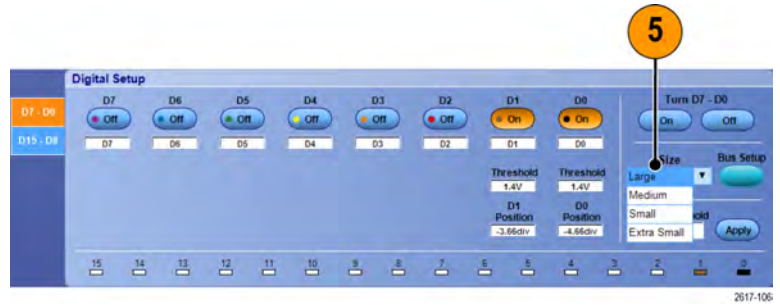 5
Digital Setup
D7 - D0
D15 - D8
D7 D6 D5 D4 D3 D2 D1 D0
Off Off Off Off Off Off On On
D7 D6 D5 D4 D3 D2 D1 D0
Threshold Threshold
1.4V 1.4V
D1 D0
Position Position
-3.66div -4.66div
Turn D7 - D0
On Off
Size Bus Setup
Large
Medium
Small
Extra Small
Apply
15 14 13 12 11 10 9 8 7 6 5 4 3 2 1 0
2617-106